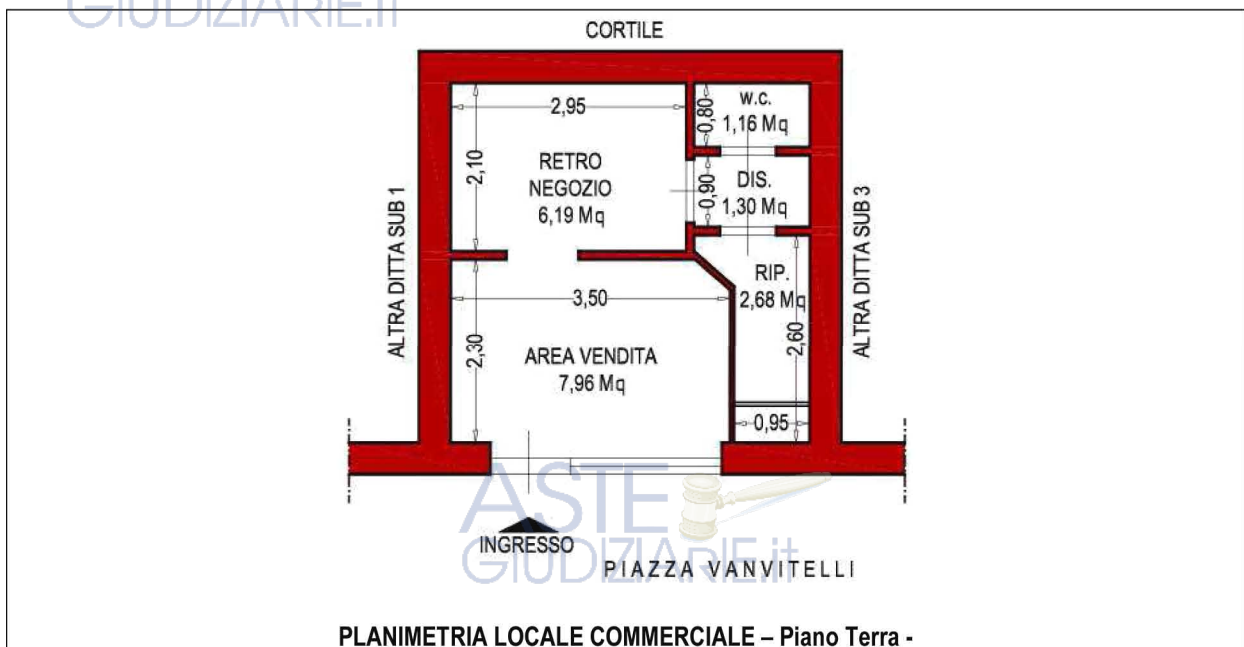 GIUDIZIARIE.it
CORTILE
2,95
0,80
W.C.
1,16 Mq
2,10
RETRO
NEGOZIO
6,19 Mq
0,90
DIS.
1,30 Mq
ALTRA DITTA SUB 1
ALTRA DITTA SUB 3
RIP.
2,68 Mq
3,50
2,30
2,60
AREA VENDITA
7,96 Mq
0,95
ASTE
GIUDIZIARIE.it
INGRESSO
PIAZZA VANVITELLI
PLANIMETRIA LOCALE COMMERCIALE – Piano Terra -